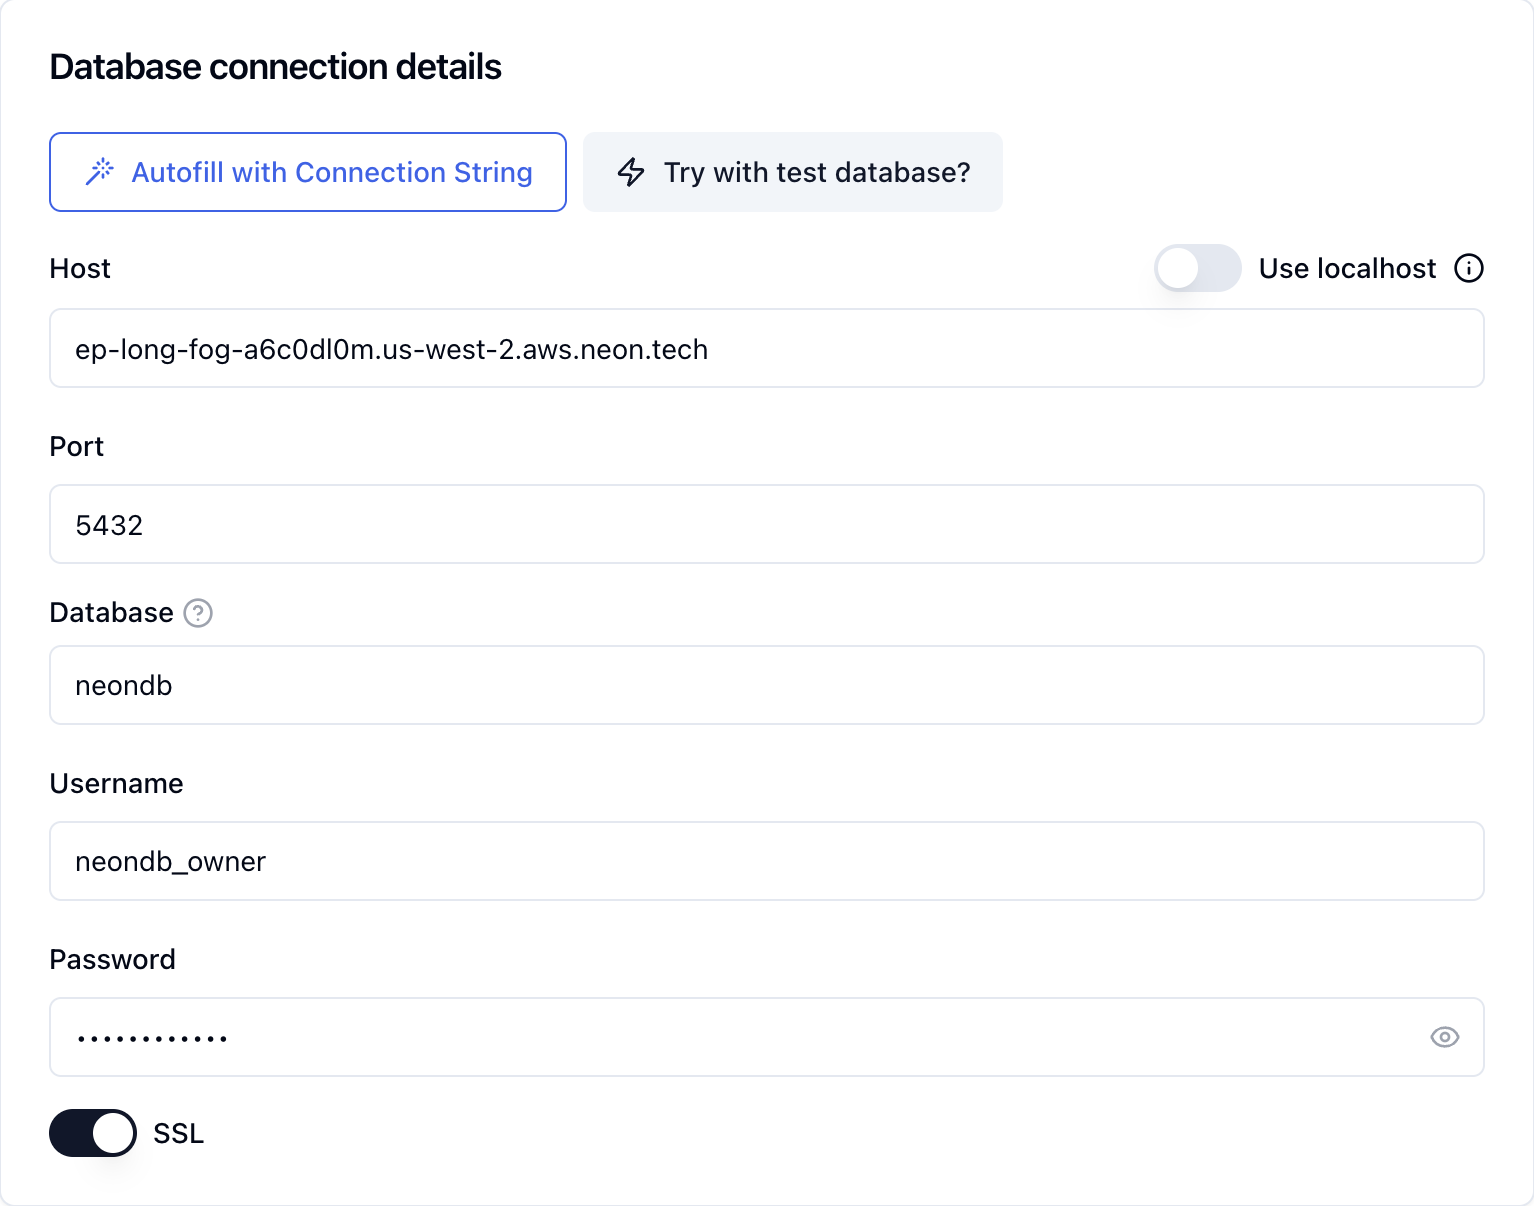 Database connection details
Autofill with Connection String
Try with test database?
Host
Use localhost
ep-long-fog-a6c0dl0m.us-west-2.aws.neon.tech
Port
5432
Database
neondb
Username
neondb_owner
Password
••••••••••••
SSL